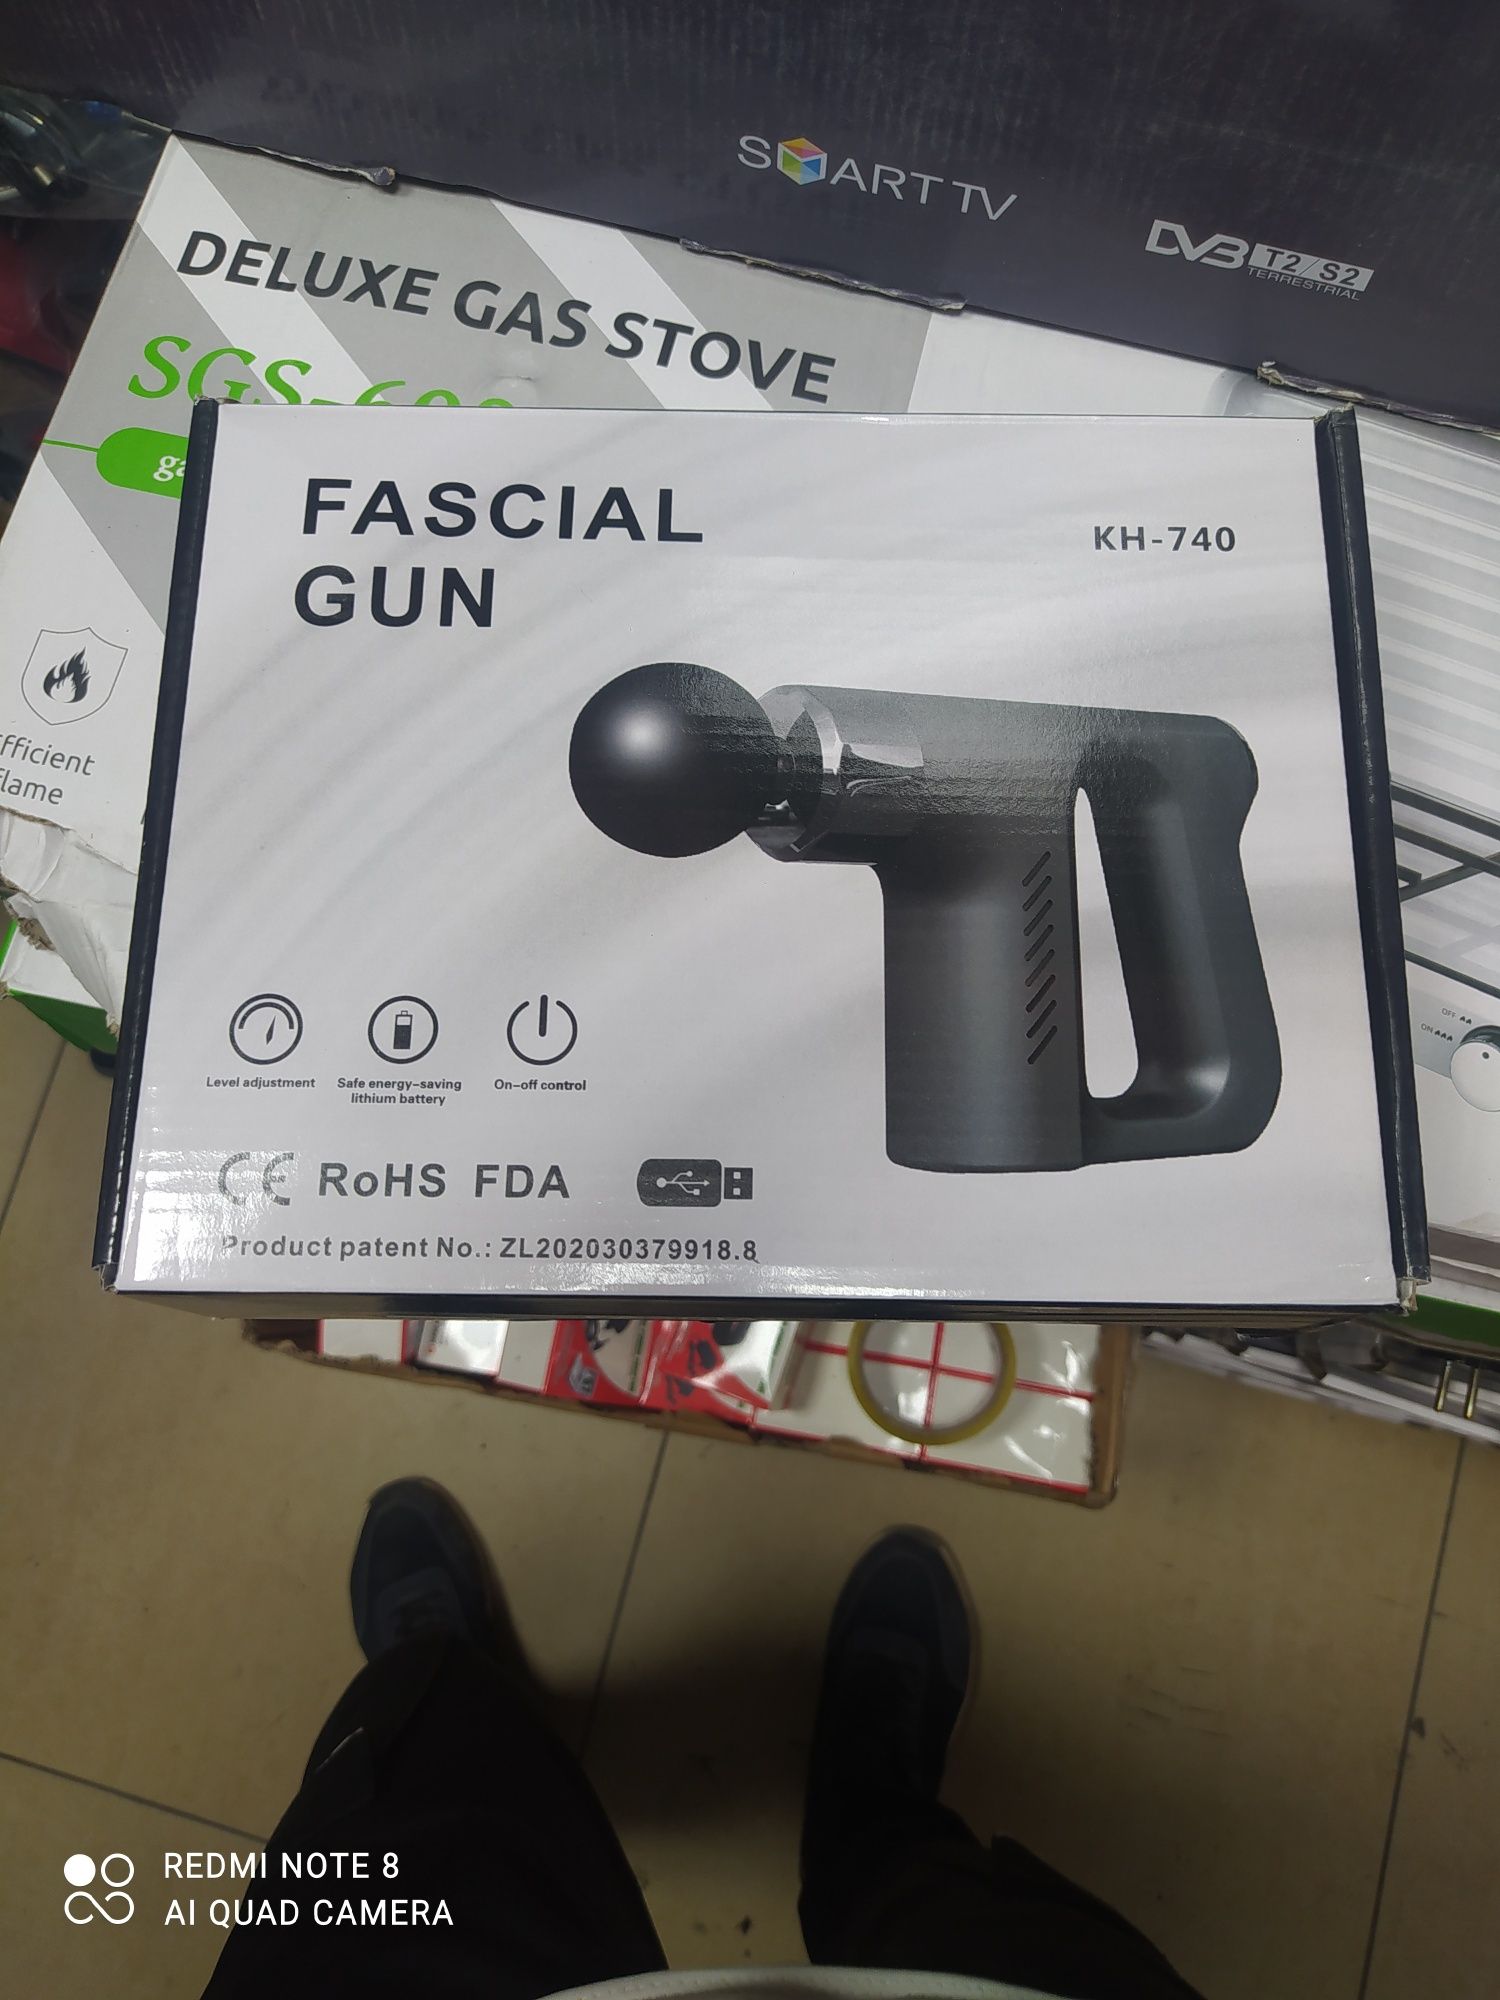 SMART TV
DVB T2/S2
TERRESTRIAL
DELUXE GAS STOVE
FASCIAL
GUN
KH-740
fficient
lame
OFF
ON
Level adjustment
Safe energy-saving
lithium battery
On-off control
CE RoHS FDA
Product patent No.: ZL202030379918.8
REDMI NOTE 8
AI QUAD CAMERA